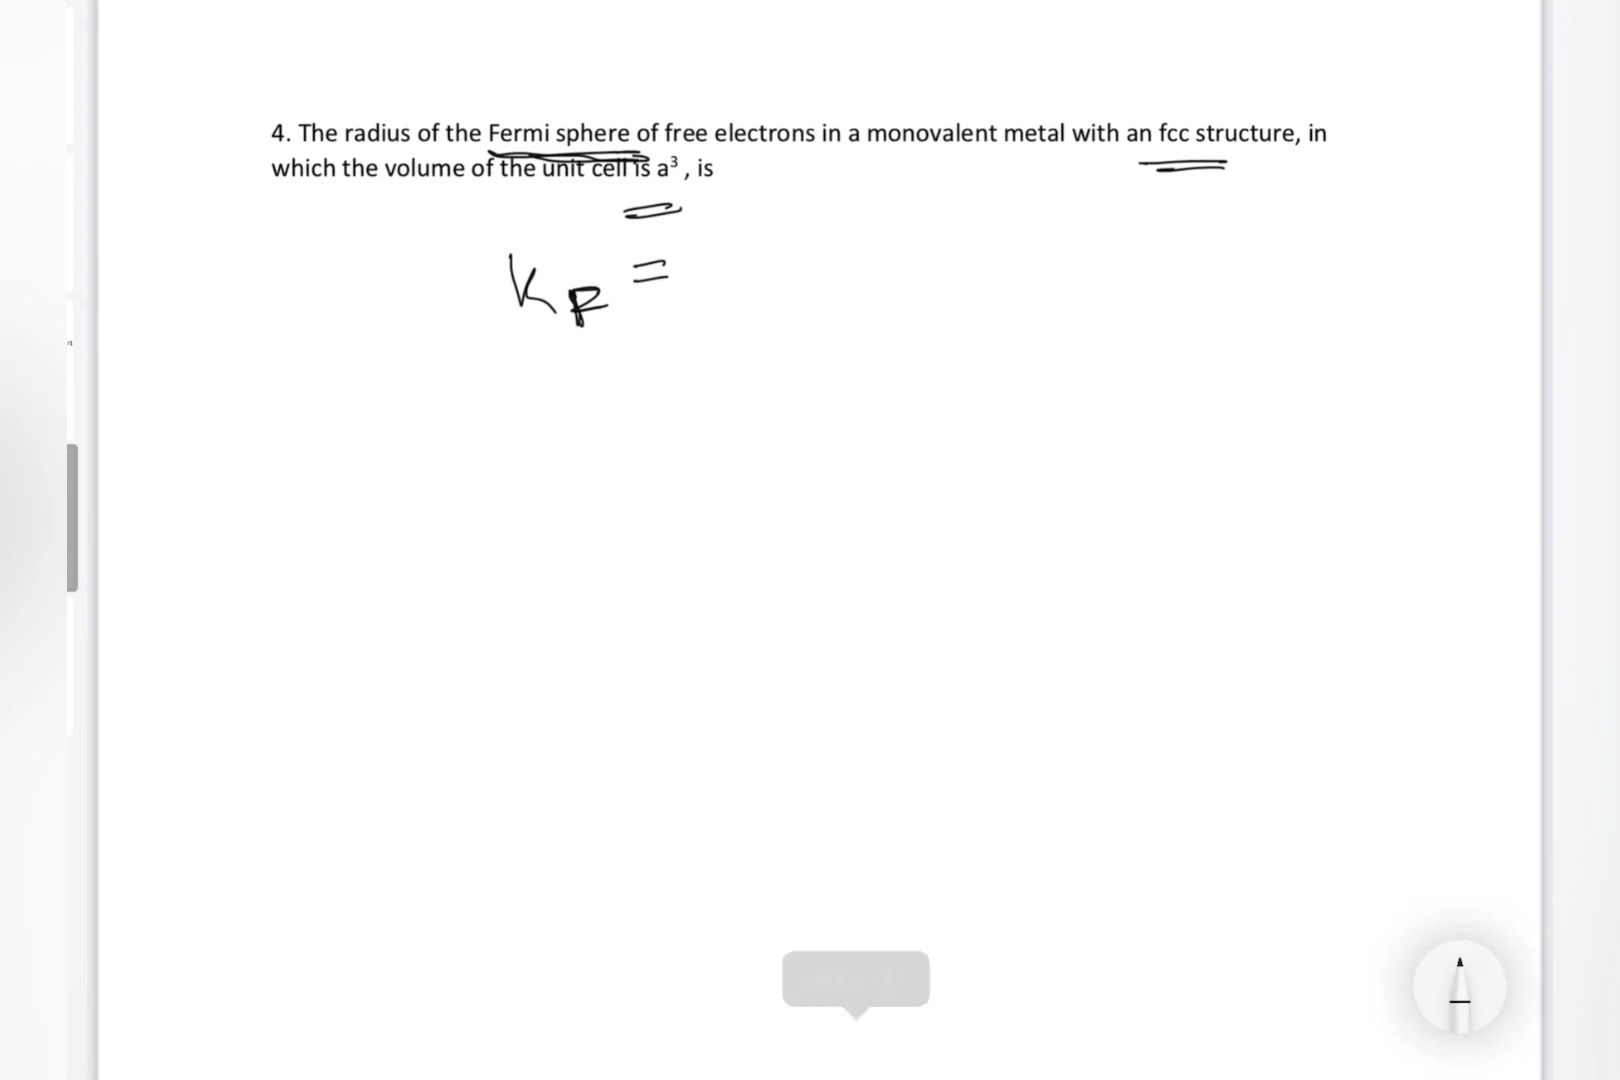 4. The radius of the Fermi sphere of free electrons in a monovalent metal with an fcc structure, in
which the volume of the unit cell is a³ , is
K_F =